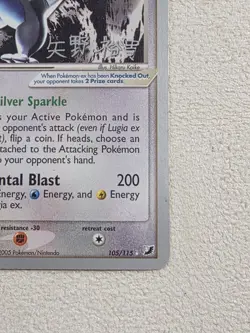 矢野 
Illus. Hikaru Koike
When Pokémon-ex has been Knocked Out
your opponent takes 2 Prize cards.
ilver Sparkle
s your Active Pokémon and is
opponent's attack (even if Lugia ex
t), flip a coin. If heads, choose an
ttached to the Attacking Pokémon
o your opponent's hand.
ntal Blast 200
Energy, Energy, and Energy
gia ex.
resistance -30 retreat cost
2005 Pokémon/Nintendo 105/115